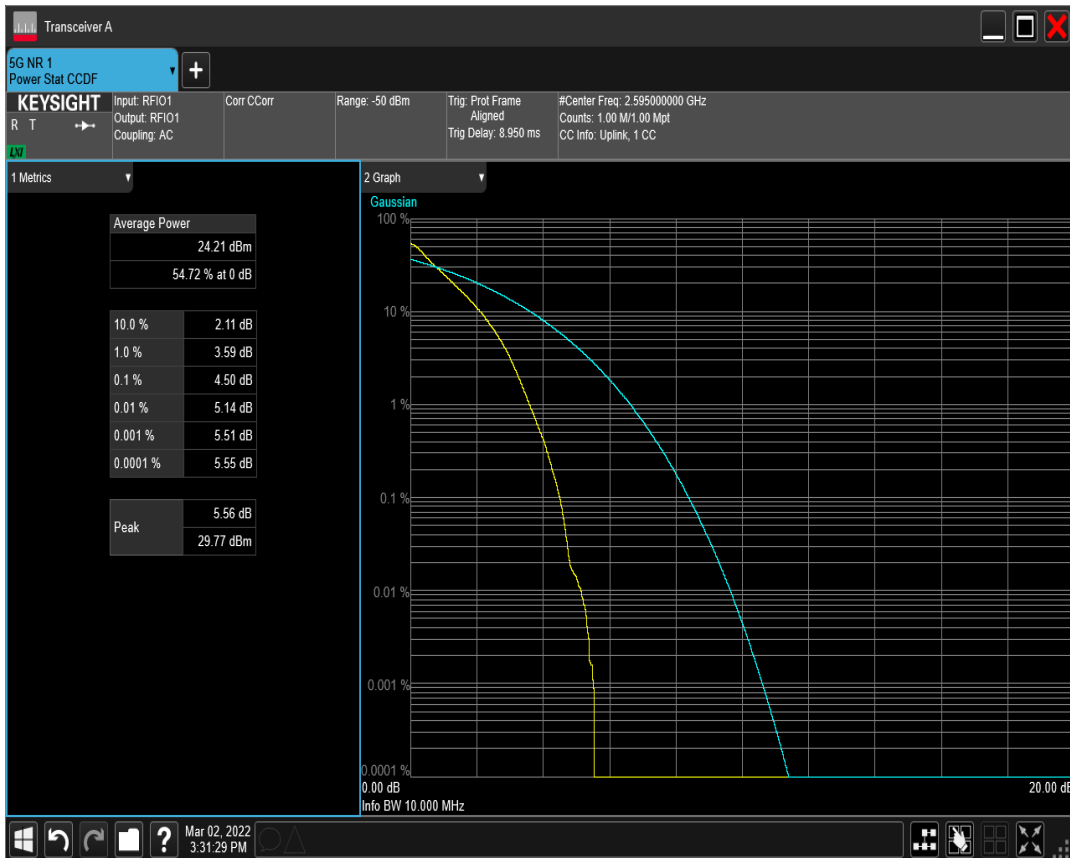 Transceiver A
5G NR 1
Power Stat CCDF
+
KEYSIGHT
R T
LXI
Input: RFIO1
Output: RFIO1
Coupling: AC
Corr CCorr
Range: -50 dBm
Trig: Prot Frame
Aligned
Trig Delay: 8.950 ms
#Center Freq: 2.595000000 GHz
Counts: 1.00 M/1.00 Mpt
CC Info: Uplink, 1 CC
1 Metrics
Average Power
24.21 dBm
54.72 % at 0 dB
10.0 % 2.11 dB
1.0 % 3.59 dB
0.1 % 4.50 dB
0.01 % 5.14 dB
0.001 % 5.51 dB
0.0001 % 5.55 dB
Peak 5.56 dB
29.77 dBm
2 Graph
Gaussian
100 %
10 %
1 %
0.1 %
0.01 %
0.001 %
0.0001 %
0.00 dB 20.00 dB
Info BW 10.000 MHz
?
Mar 02, 2022
3:31:29 PM